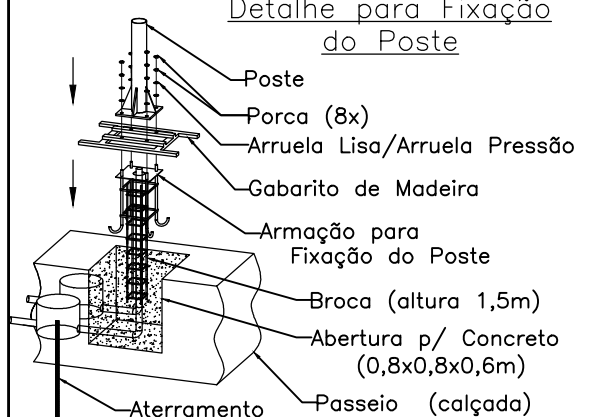 Detalhe para Fixação
do Poste
Poste
Porca (8x)
Arruela Lisa/Arruela Pressão
Gabarito de Madeira
Armação para
Fixação do Poste
Broca (altura 1,5m)
Abertura p/ Concreto
(0,8x0,8x0,6m)
Passeio (calçada)
Aterramento